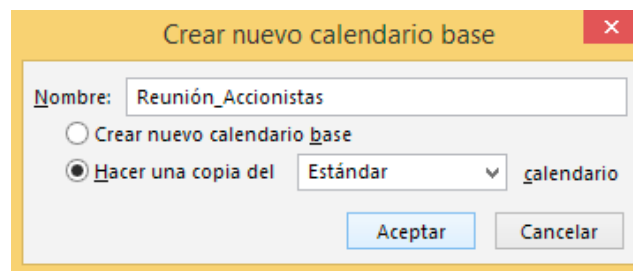 Crear nuevo calendario base
Nombre: Reunión_Accionistas
Crear nuevo calendario base
Hacer una copia del Estándar calendario
Aceptar Cancelar